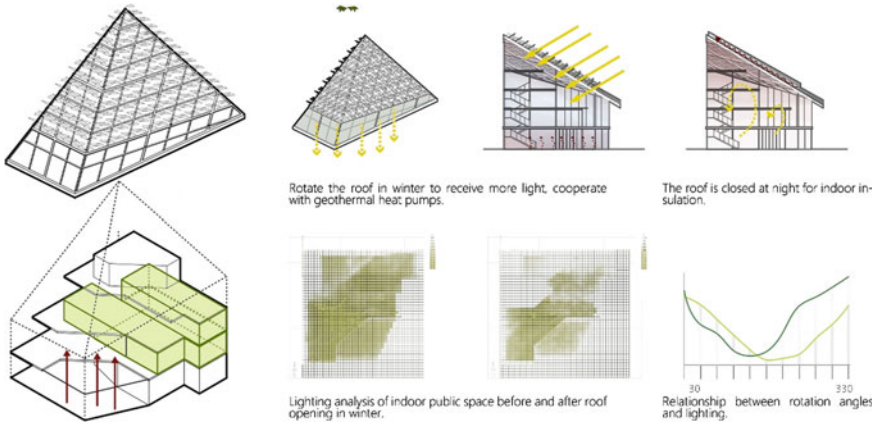 Rotate the roof in winter to receive more light, cooperate
with geothermal heat pumps.
The roof is closed at night for indoor in-
sulation.
30
330
Lighting analysis of indoor public space before and after roof
opening in winter.
Relationship between rotation angles
and lighting.